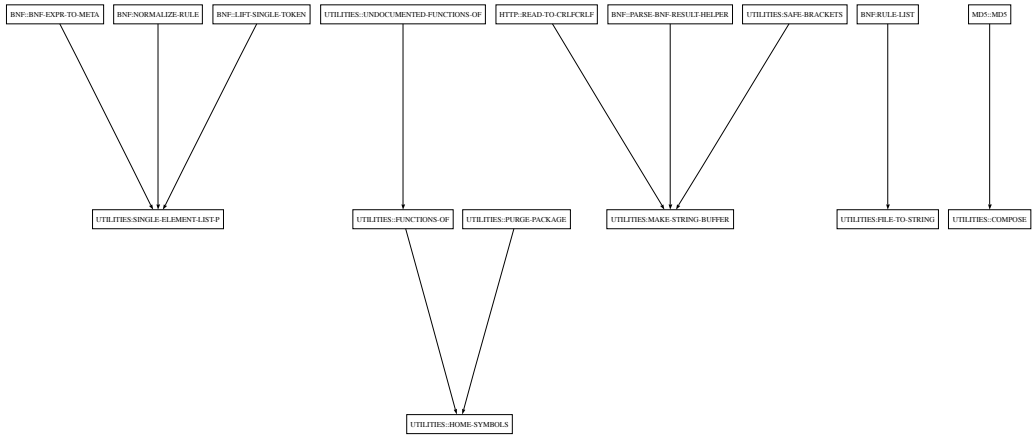 BNF::BNF-EXPR-TO-META
BNF:NORMALIZE-RULE
BNF::LIFT-SINGLE-TOKEN
UTILITIES::UNDOCUMENTED-FUNCTIONS-OF
HTTP::READ-TO-CRLFCRLF
BNF::PARSE-BNF-RESULT-HELPER
UTILITIES:SAFE-BRACKETS
BNF:RULE-LIST
MD5::MD5
UTILITIES:SINGLE-ELEMENT-LIST-P
UTILITIES::FUNCTIONS-OF
UTILITIES::PURGE-PACKAGE
UTILITIES:MAKE-STRING-BUFFER
UTILITIES:FILE-TO-STRING
UTILITIES::COMPOSE
UTILITIES::HOME-SYMBOLS